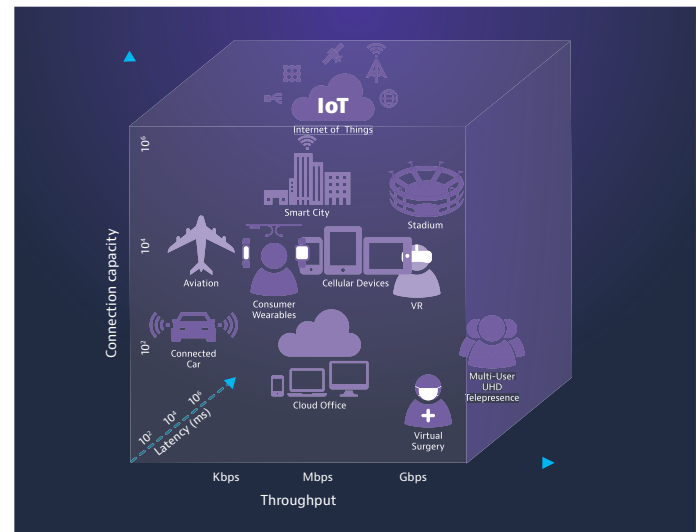 IoT
Internet of Things
10⁶
Smart City
Stadium
Connection capacity
10⁴
Aviation
Consumer
Wearables
Cellular Devices
VR
10²
Connected
Car
Cloud Office
Multi-User
UHD
Telepresence
Virtual
Surgery
10² 10⁴ 10⁶
Latency (ms)
Kbps Mbps Gbps
Throughput